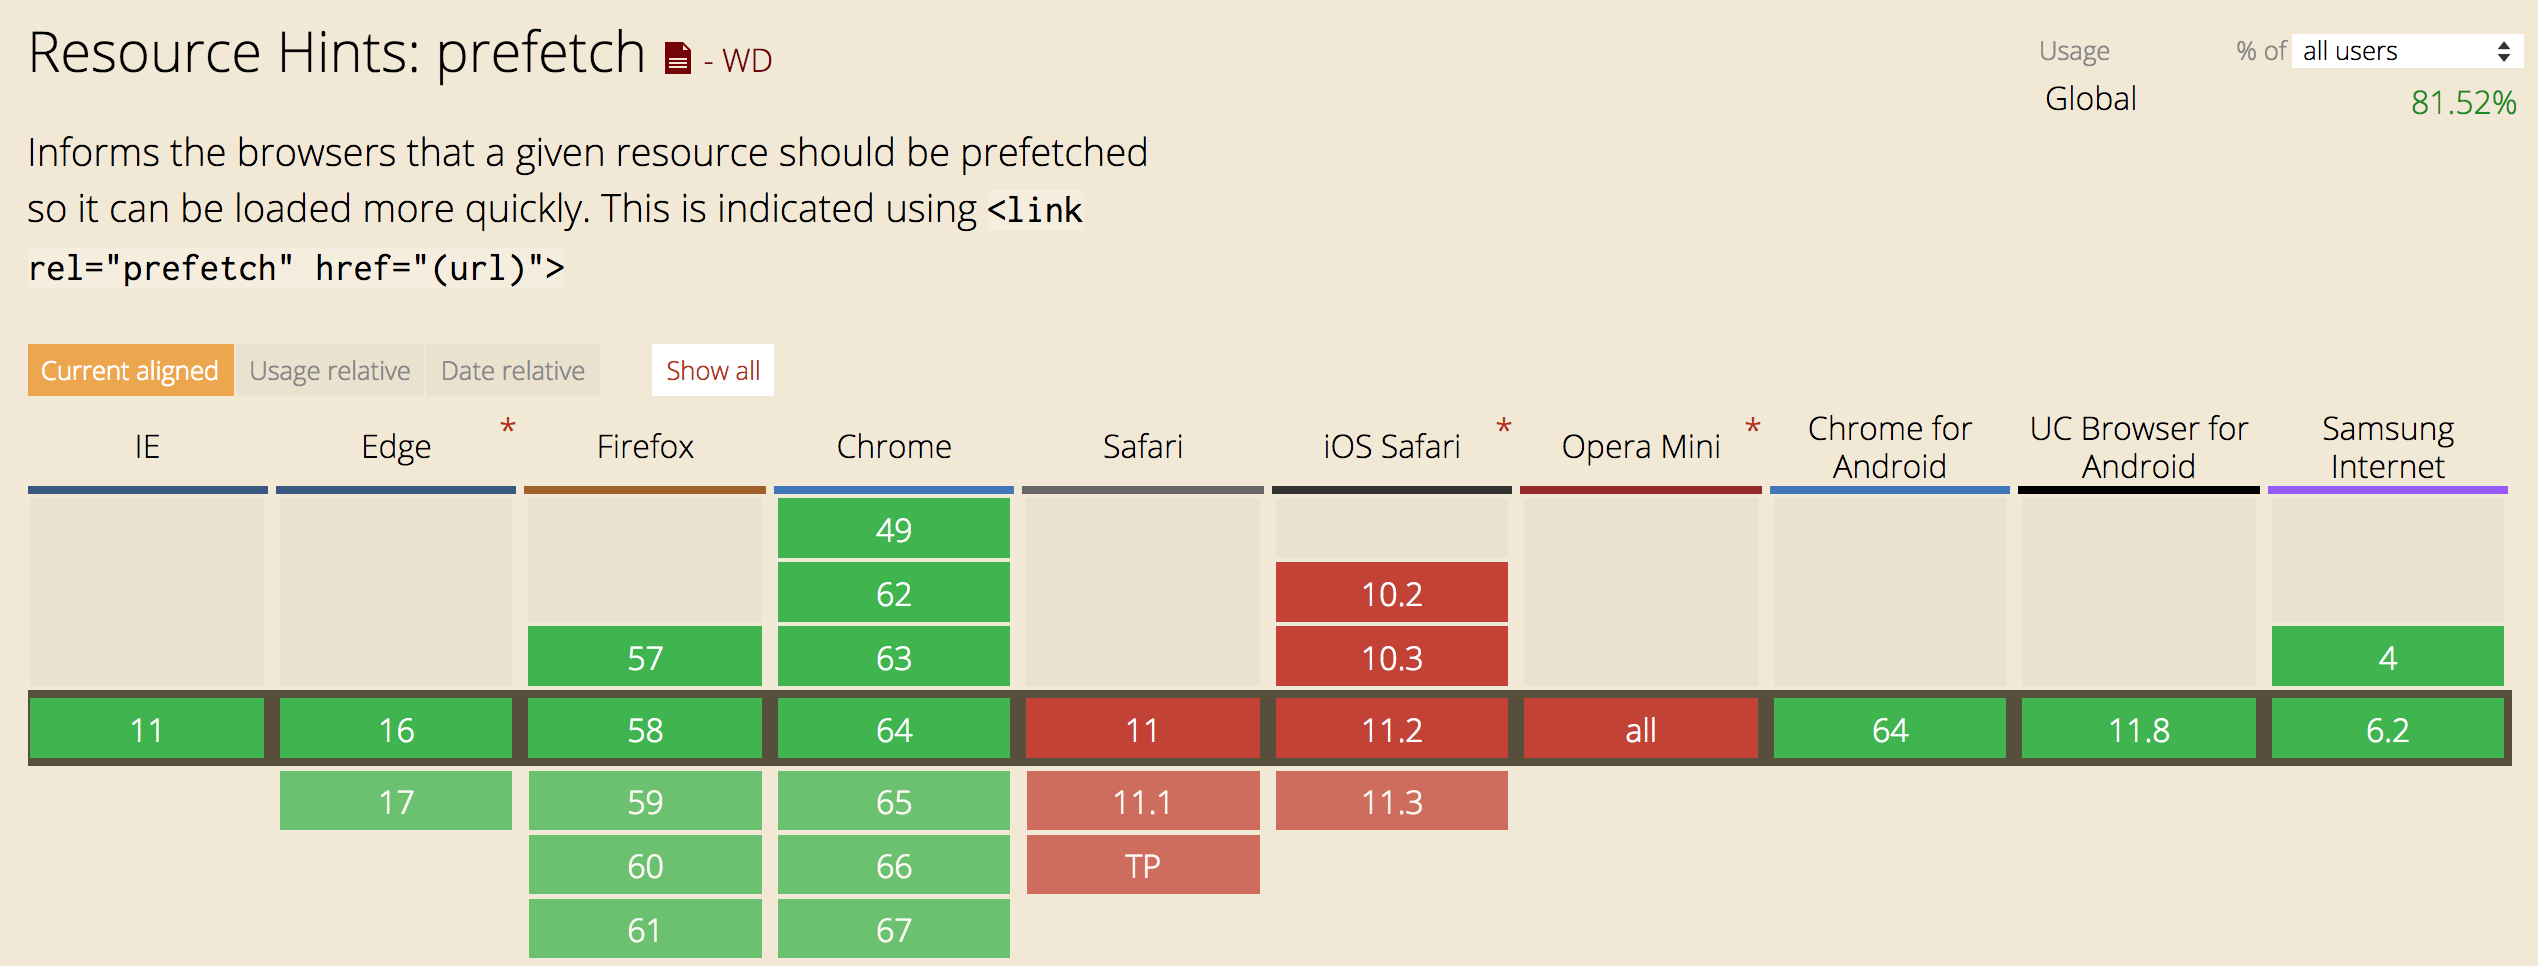 Resource Hints: prefetch - WD
Usage % of all users
Global 81.52%
Informs the browsers that a given resource should be prefetched
so it can be loaded more quickly. This is indicated using <link
rel="prefetch" href="(url)">
Current aligned Usage relative Date relative Show all
IE Edge * Firefox Chrome Safari iOS Safari * Opera Mini * Chrome for Android UC Browser for Android Samsung Internet
49
62 10.2
57 63 10.3 4
11 16 58 64 11 11.2 all 64 11.8 6.2
17 59 65 11.1 11.3
60 66 TP
61 67